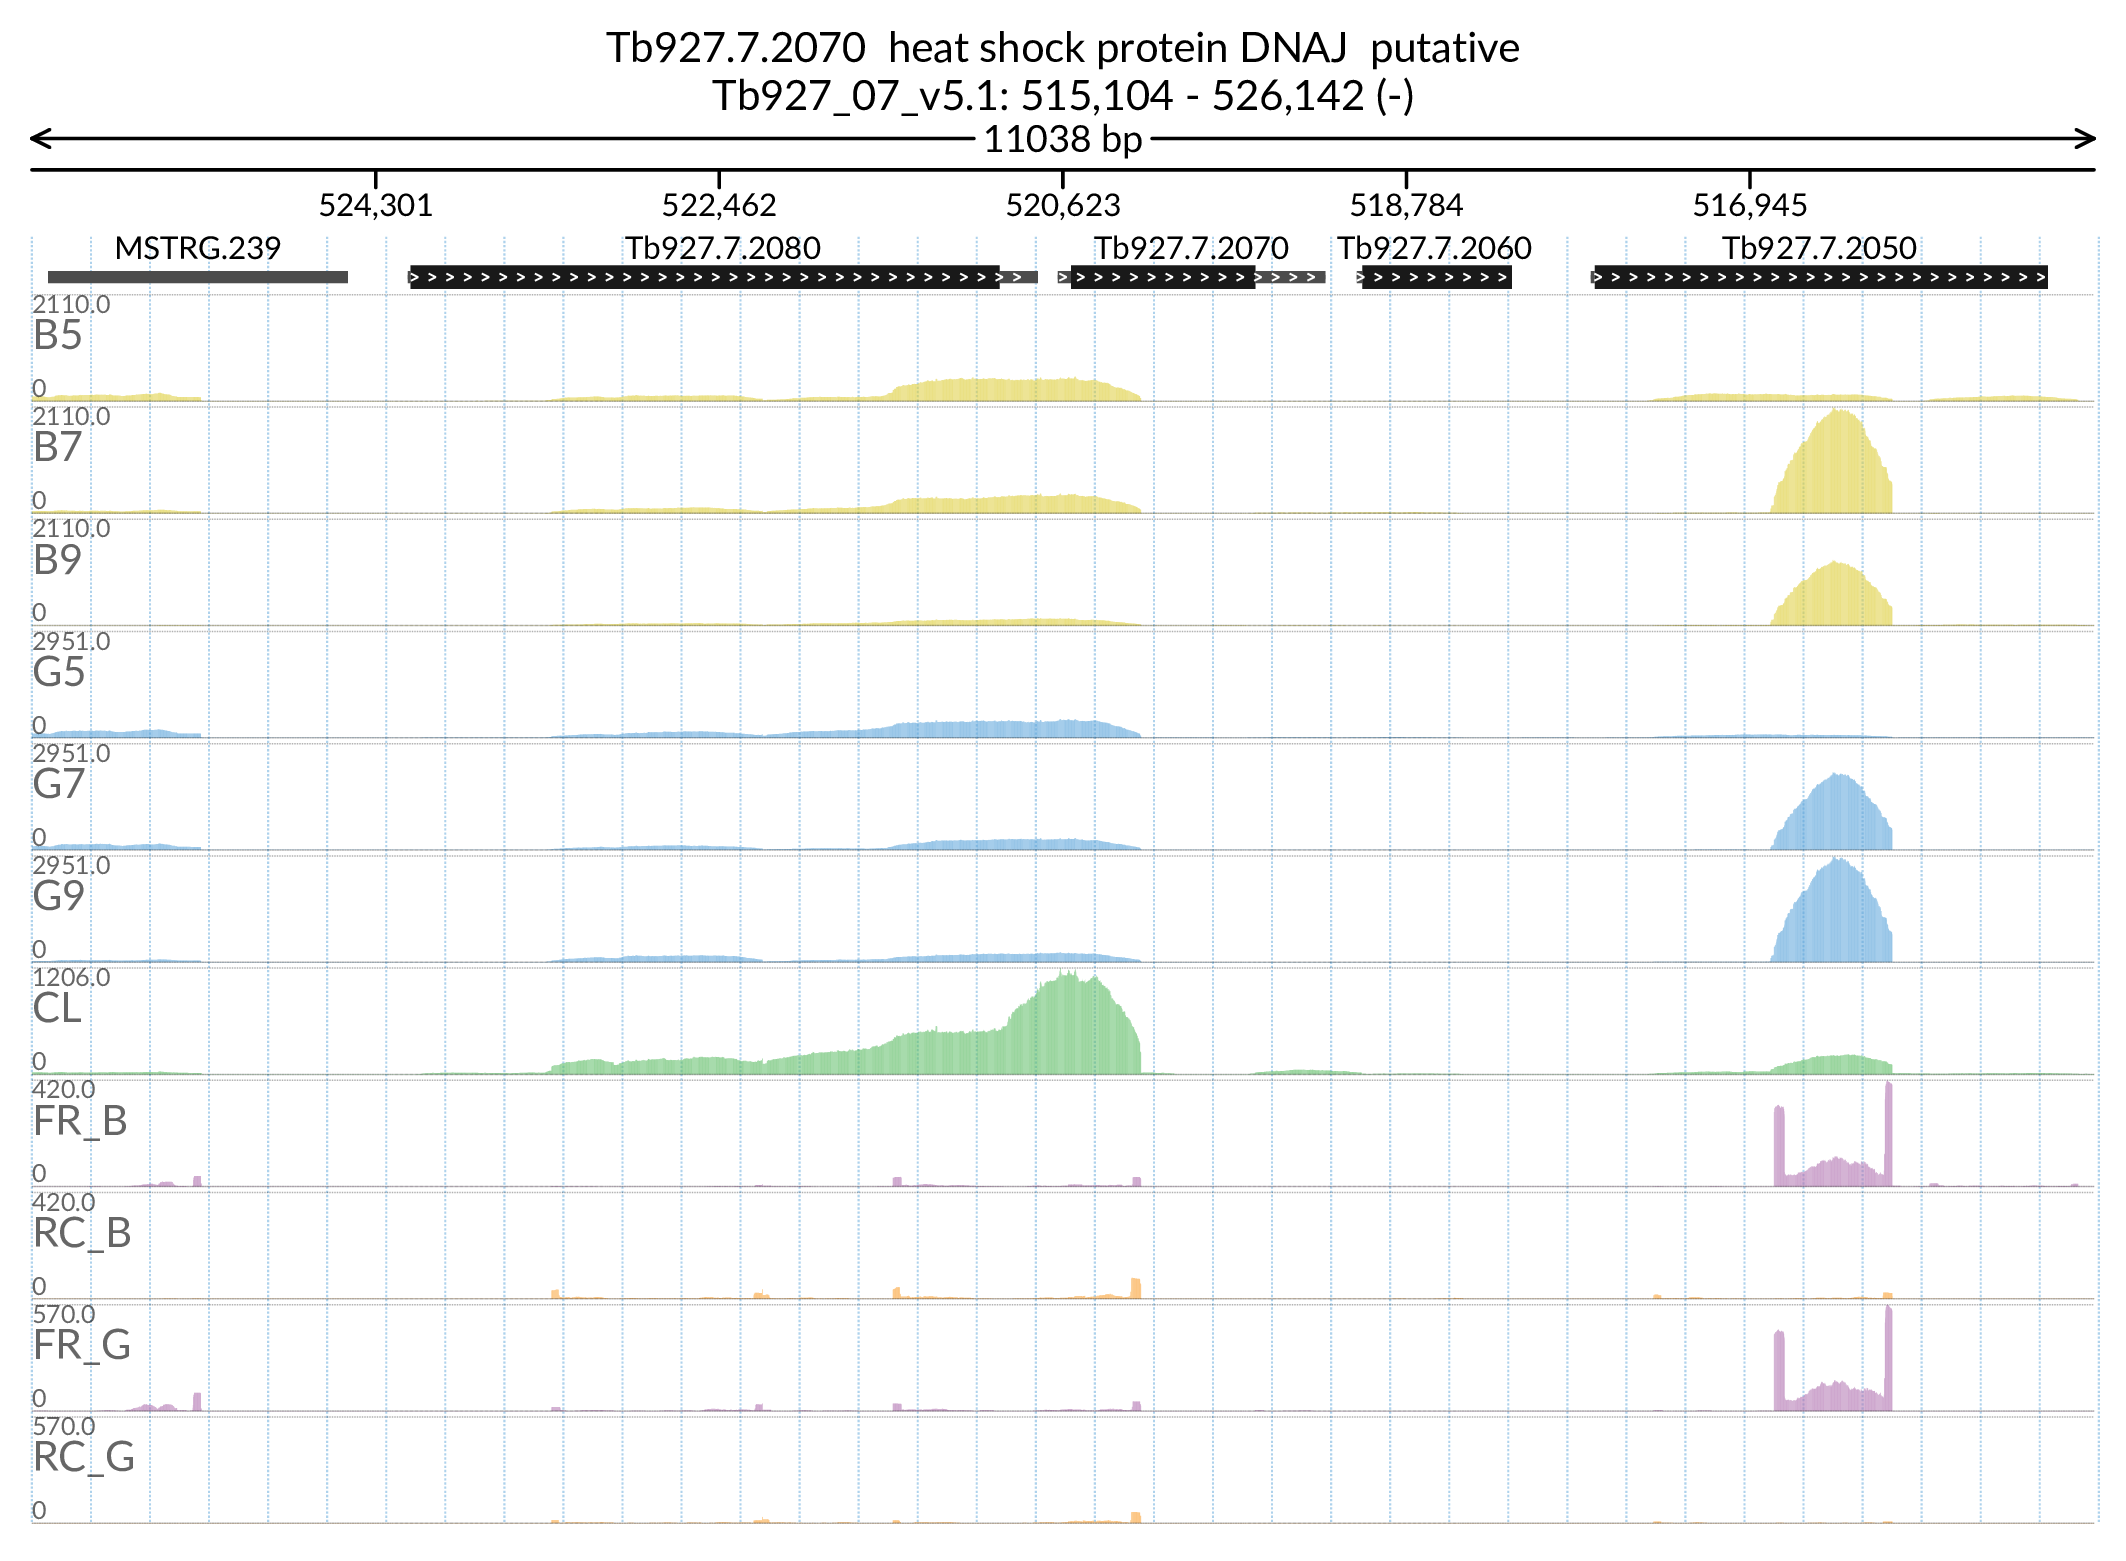 Tb927.7.2070  heat shock protein DNAJ  putative
Tb927_07_v5.1: 515,104 - 526,142 (-)
11038 bp
524,301 522,462 520,623 518,784 516,945
MSTRG.239 Tb927.7.2080 Tb927.7.2070 Tb927.7.2060 Tb927.7.2050
2110.0
B5
0
2110.0
B7
0
2110.0
B9
0
2951.0
G5
0
2951.0
G7
0
2951.0
G9
0
1206.0
CL
0
420.0
FR_B
0
420.0
RC_B
0
570.0
FR_G
0
570.0
RC_G
0